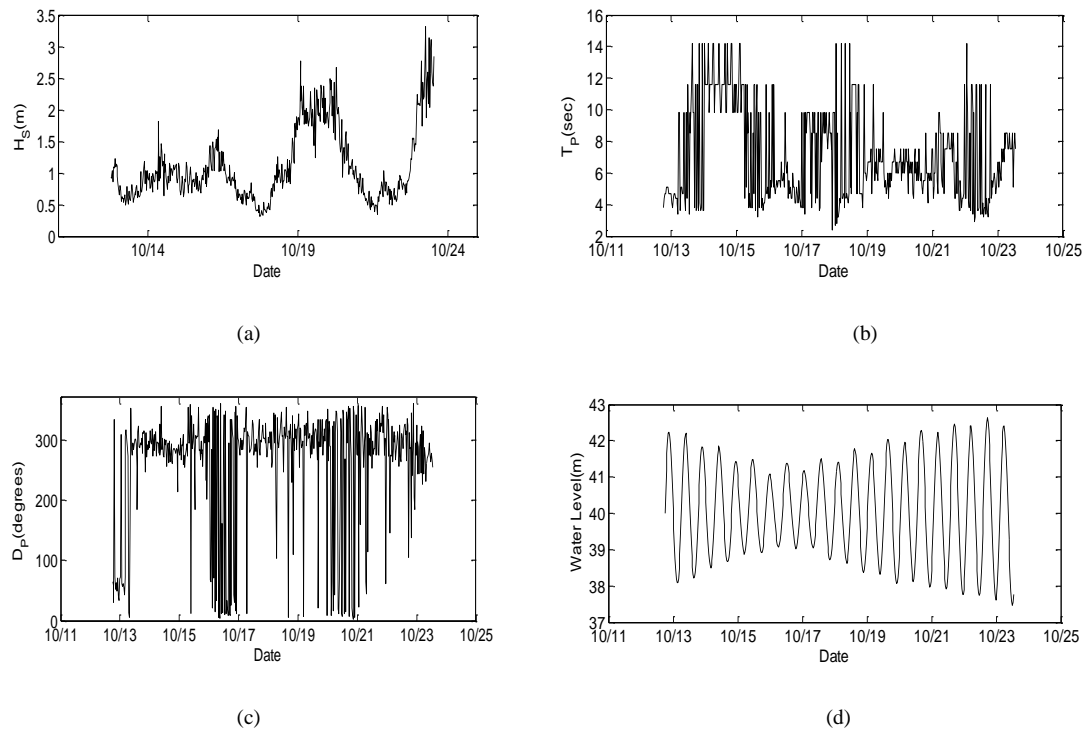 3.5
3
2.5
2
1.5
1
0.5
0
H_S(m)
10/14 10/19 10/24
Date
(a)
16
14
12
10
8
6
4
2
T_P(sec)
10/11 10/13 10/15 10/17 10/19 10/21 10/23 10/25
Date
(b)
300
200
100
0
D_P(degrees)
10/11 10/13 10/15 10/17 10/19 10/21 10/23 10/25
Date
(c)
43
42
41
40
39
38
37
Water Level(m)
10/11 10/13 10/15 10/17 10/19 10/21 10/23 10/25
Date
(d)